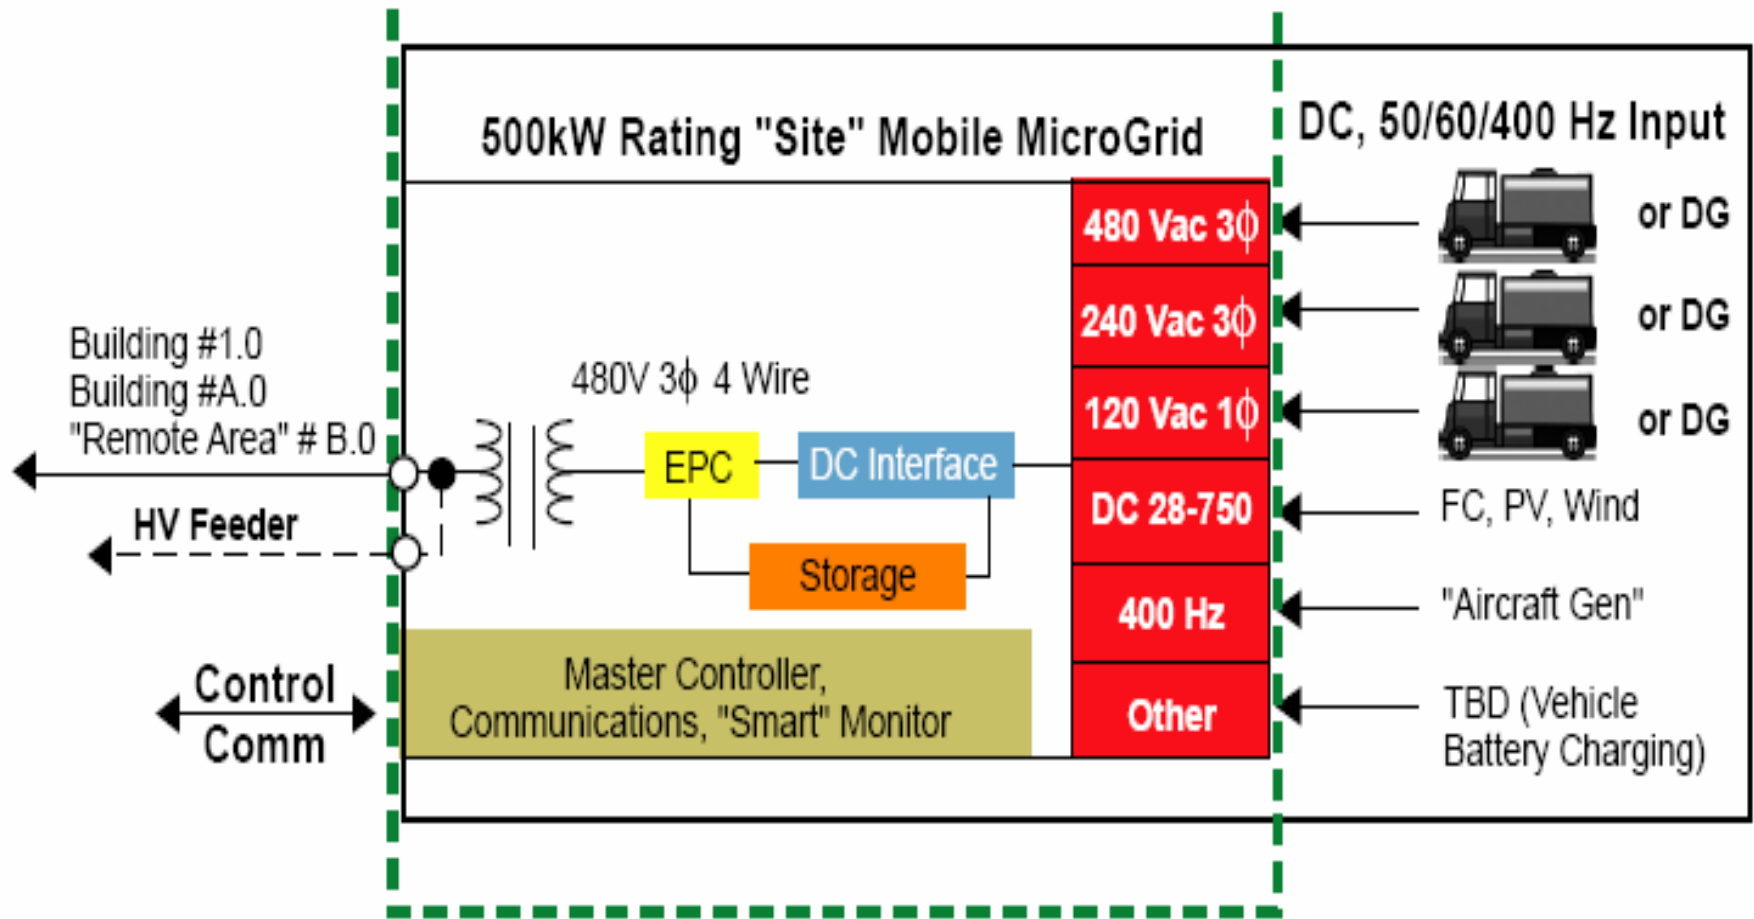 500kW Rating "Site" Mobile MicroGrid
DC, 50/60/400 Hz Input
480 Vac 3ϕ
or DG
240 Vac 3ϕ
or DG
120 Vac 1ϕ
or DG
DC 28-750
FC, PV, Wind
400 Hz
"Aircraft Gen"
Other
TBD (Vehicle
Battery Charging)
Building #1.0
Building #A.0
"Remote Area" # B.0
HV Feeder
480V 3ϕ 4 Wire
EPC
DC Interface
Storage
Control
Comm
Master Controller,
Communications, "Smart" Monitor